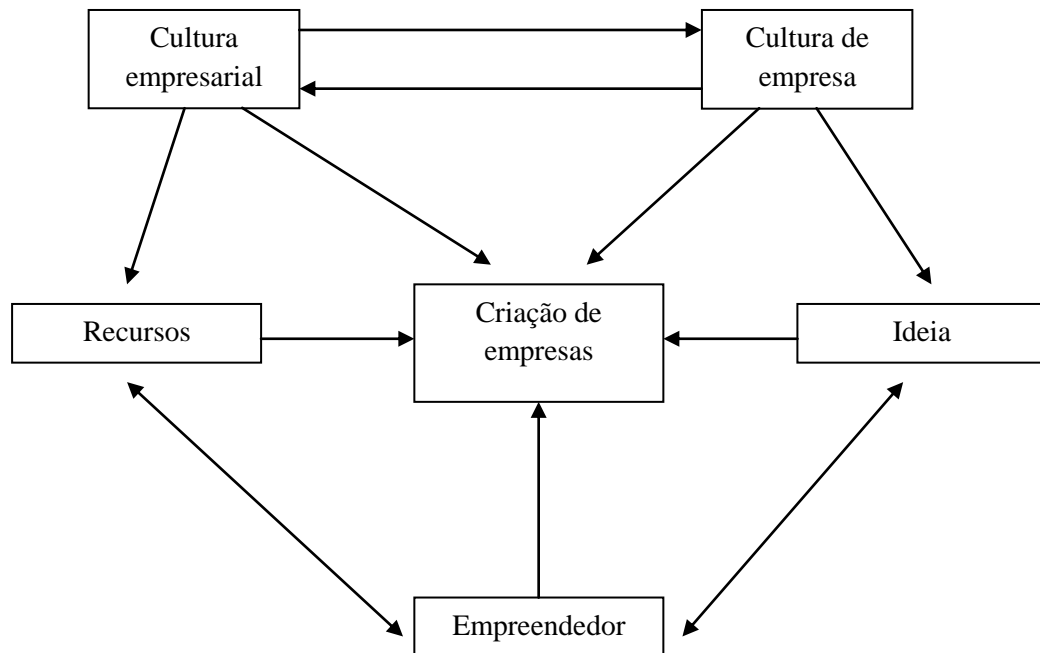 Cultura
empresarial
Cultura de
empresa
Recursos
Criação de
empresas
Ideia
Empreendedor